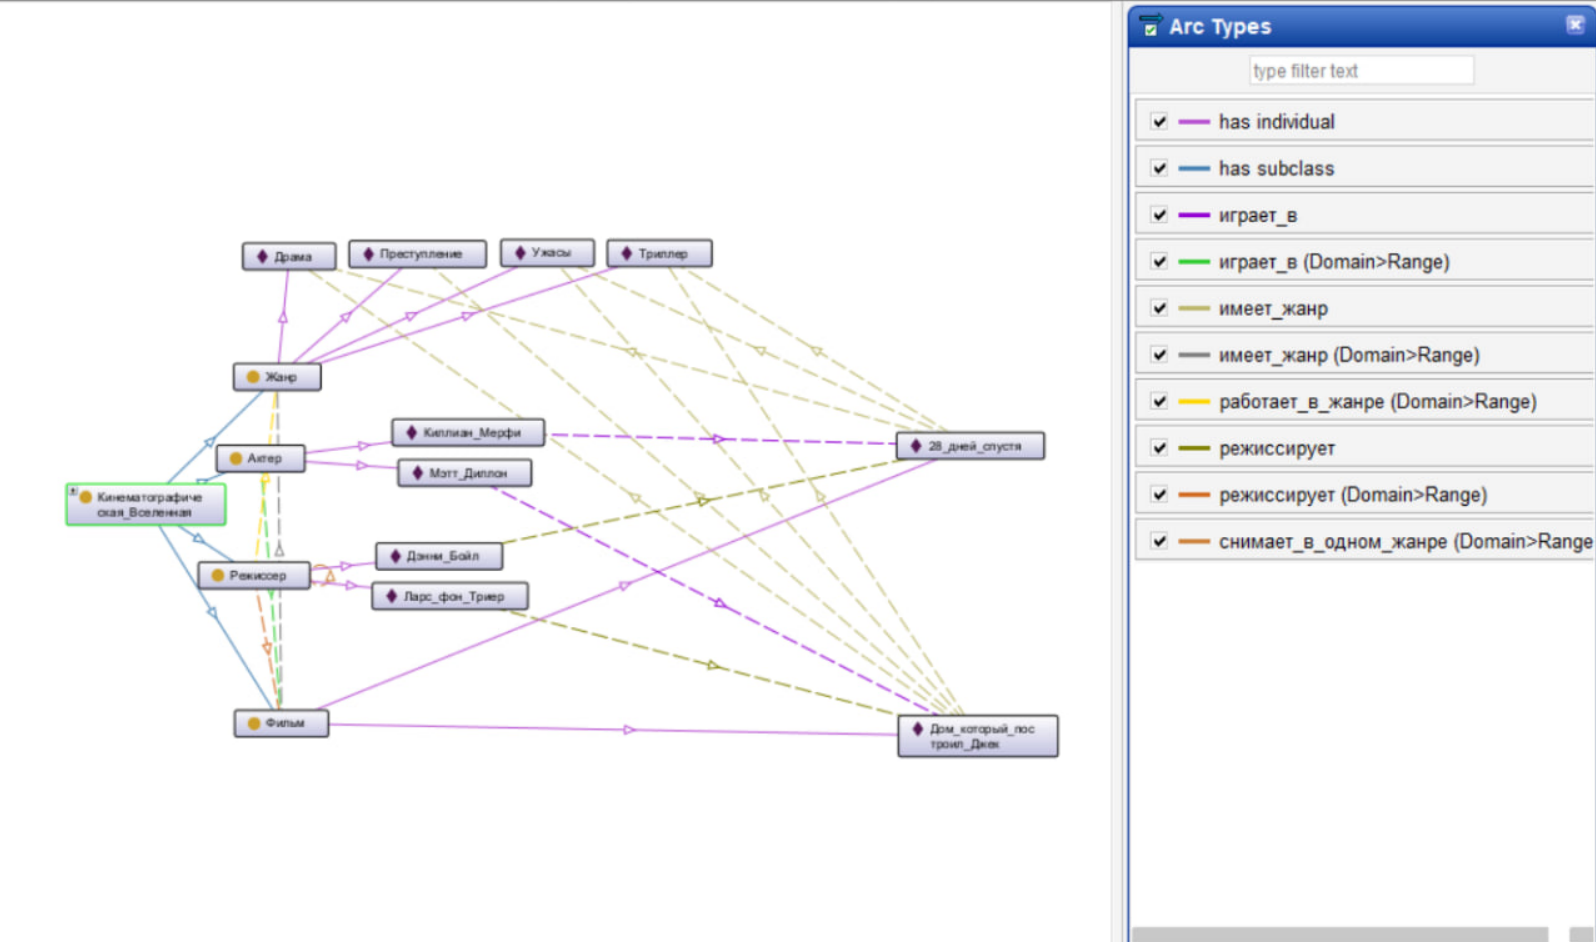 Arc Types
type filter text
has individual
has subclass
играет_в
играет_в (Domain>Range)
имеет_жанр
имеет_жанр (Domain>Range)
работает_в_жанре (Domain>Range)
режиссирует
режиссирует (Domain>Range)
снимает_в_одном_жанре (Domain>Range
Драма
Преступление
Ужасы
Триллер
Жанр
Киллиан_Мерфи
28_дней_спустя
Актер
Мэтт_Диллон
Кинематографиче
ская_Вселенная
Дэнни_Бойл
Режиссер
Ларс_фон_Триер
Фильм
Дом_который_пос
троил_Джек